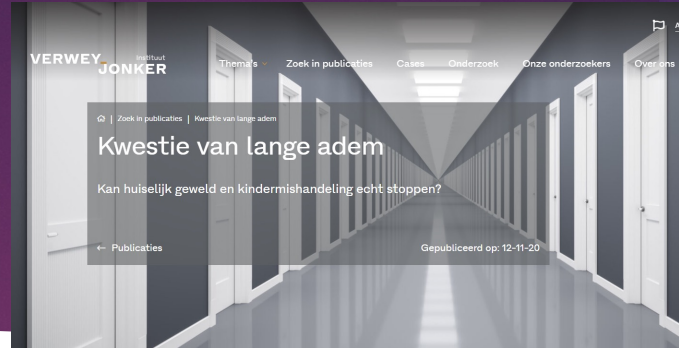 VERWEY_
instituut
JONKER
Thema's
Zoek in publicaties
Cases
Onderzoek
Onze onderzoekers
Over ons
A
Zoek in publicaties | Kwestie van lange adem
Kwestie van lange adem
Kan huiselijk geweld en kindermishandeling echt stoppen?
← Publicaties
Gepubliceerd op: 12-11-20